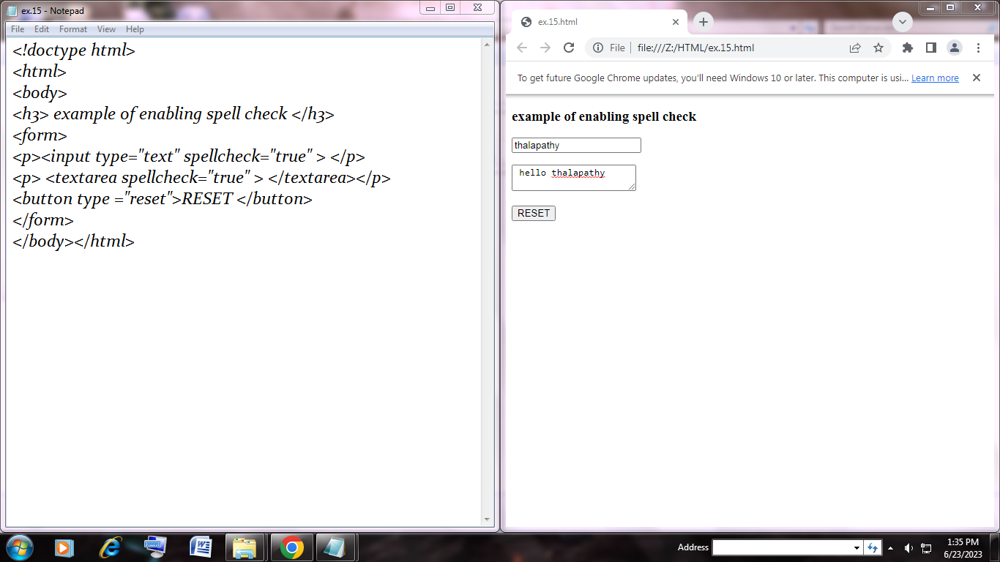 ex.15 - Notepad
File Edit Format View Help
<!doctype html>
<html>
<body>
<h3> example of enabling spell check </h3>
<form>
<p><input type="text" spellcheck="true" > </p>
<p> <textarea spellcheck="true" > </textarea></p>
<button type ="reset">RESET </button>
</form>
</body></html>
ex.15.html
File file:///Z:/HTML/ex.15.html
To get future Google Chrome updates, you'll need Windows 10 or later. This computer is usi... Learn more
example of enabling spell check
thalapathy
hello thalapathy
RESET
Address
1:35 PM
6/23/2023